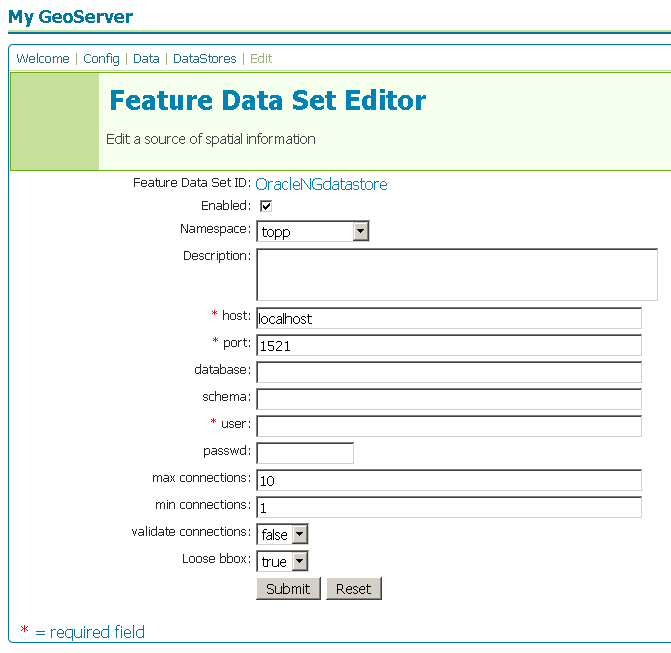 My GeoServer
Welcome | Config | Data | DataStores | Edit
Feature Data Set Editor
Edit a source of spatial information
Feature Data Set ID: OracleNGdatastore
Enabled:
Namespace: topp
Description:
* host: localhost
* port: 1521
database:
schema:
* user:
passwd:
max connections: 10
min connections: 1
validate connections: false
Loose bbox: true
Submit Reset
* = required field